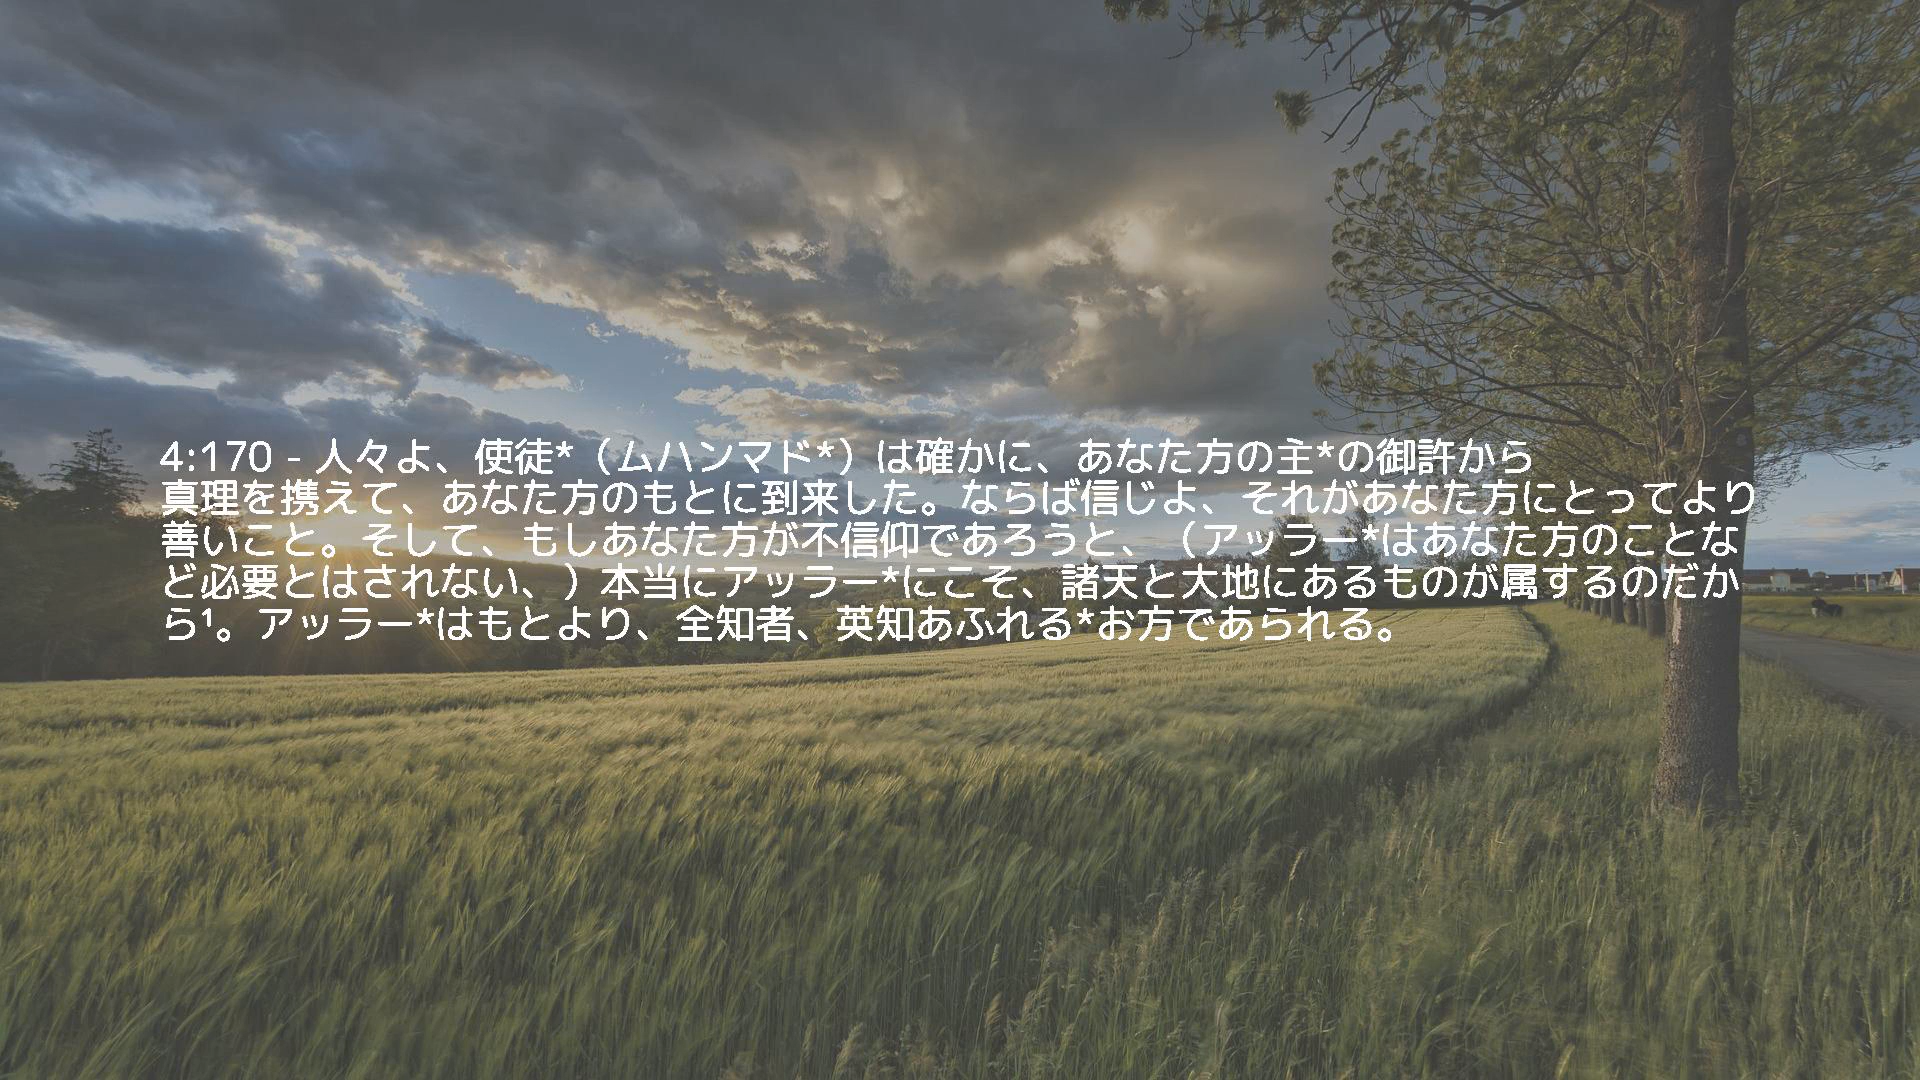 4:170 - 人々よ、使徒*（ムハンマド*）は確かに、あなた方の主*の御許から
真理を携えて、あなた方のもとに到来した。ならば信じよ、それがあなた方にとってより
善いこと。そして、もしあなた方が不信仰であろうと、（アッラー*はあなた方のことな
ど必要とはされない、）本当にアッラー*にこそ、諸天と大地にあるものが属するのだか
ら¹。アッラー*はもとより、全知者、英知あふれる*お方であられる。